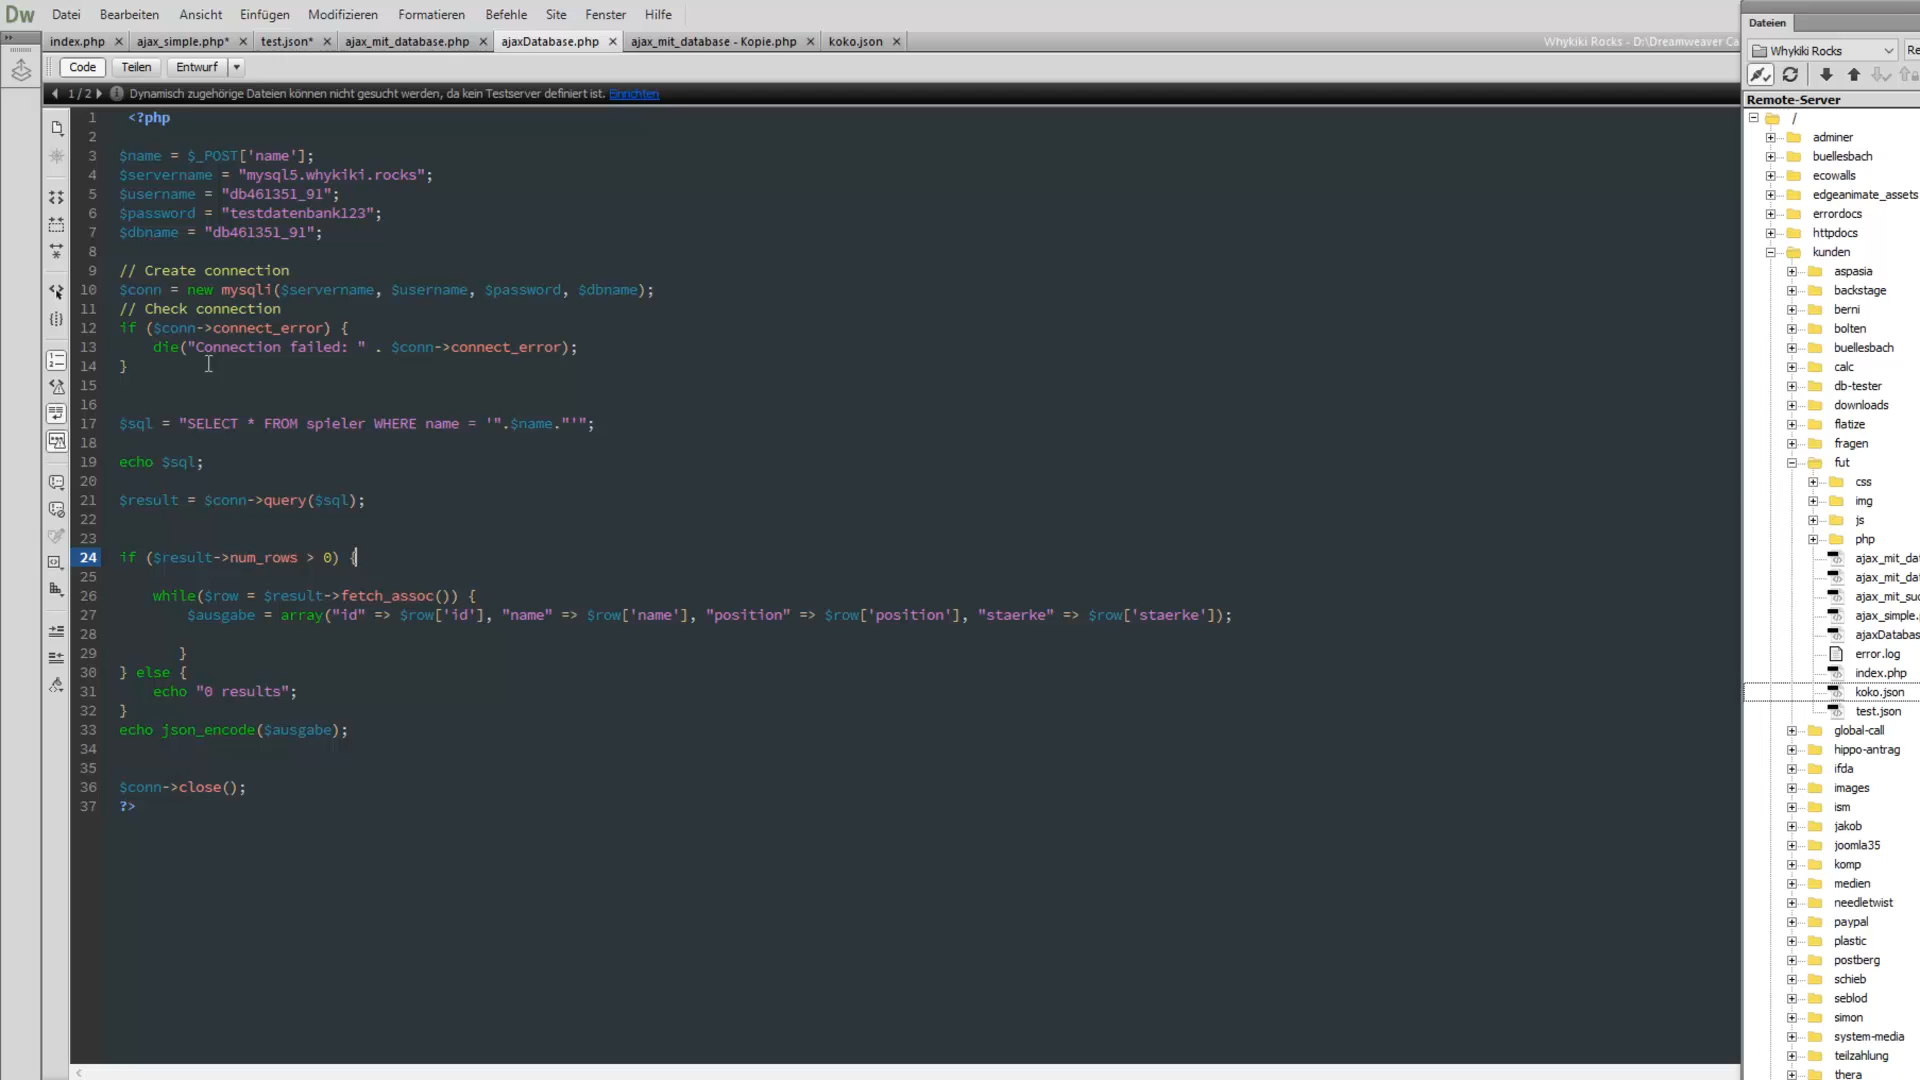 Dw Datei Bearbeiten Ansicht Einfügen Modifizieren Formatieren Befehle Site Fenster Hilfe
index.php ajax_simple.php* test.json* ajax_mit_database.php ajaxDatabase.php ajax_mit_database - Kopie.php koko.json Whykiki Rocks - D:\Dreamweaver Ca
Code Teilen Entwurf
1 / 2 Dynamisch zugehörige Dateien können nicht gesucht werden, da kein Testserver definiert ist. Einrichten
1 <?php
2
3 $name = $_POST['name'];
4 $servername = "mysql5.whykiki.rocks";
5 $username = "db461351_91";
6 $password = "testdatenbank123";
7 $dbname = "db461351_91";
8
9 // Create connection
10 $conn = new mysqli($servername, $username, $password, $dbname);
11 // Check connection
12 if ($conn->connect_error) {
13 die("Connection failed: " . $conn->connect_error);
14 }
15
16
17 $sql = "SELECT * FROM spieler WHERE name = '".$name."'";
18
19 echo $sql;
20
21 $result = $conn->query($sql);
22
23
24 if ($result->num_rows > 0) {
25
26 while($row = $result->fetch_assoc()) {
27 $ausgabe = array("id" => $row['id'], "name" => $row['name'], "position" => $row['position'], "staerke" => $row['staerke']);
28
29 }
30 } else {
31 echo "0 results";
32 }
33 echo json_encode($ausgabe);
34
35
36 $conn->close();
37 ?>
Dateien
Whykiki Rocks Re
Remote-Server
/
adminer
buellesbach
ecowalls
edgeanimate_assets
errordocs
httpdocs
kunden
aspasia
backstage
berni
bolten
buellesbach
calc
db-tester
downloads
flatize
fragen
fut
css
img
js
php
ajax_mit_da
ajax_mit_da
ajax_mit_suc
ajax_simple.p
ajaxDatabas
error.log
index.php
koko.json
test.json
global-call
hippo-antrag
ifda
images
ism
jakob
joomla35
komp
medien
needletwist
paypal
plastic
postberg
schieb
seblod
simon
system-media
teilzahlung
thera